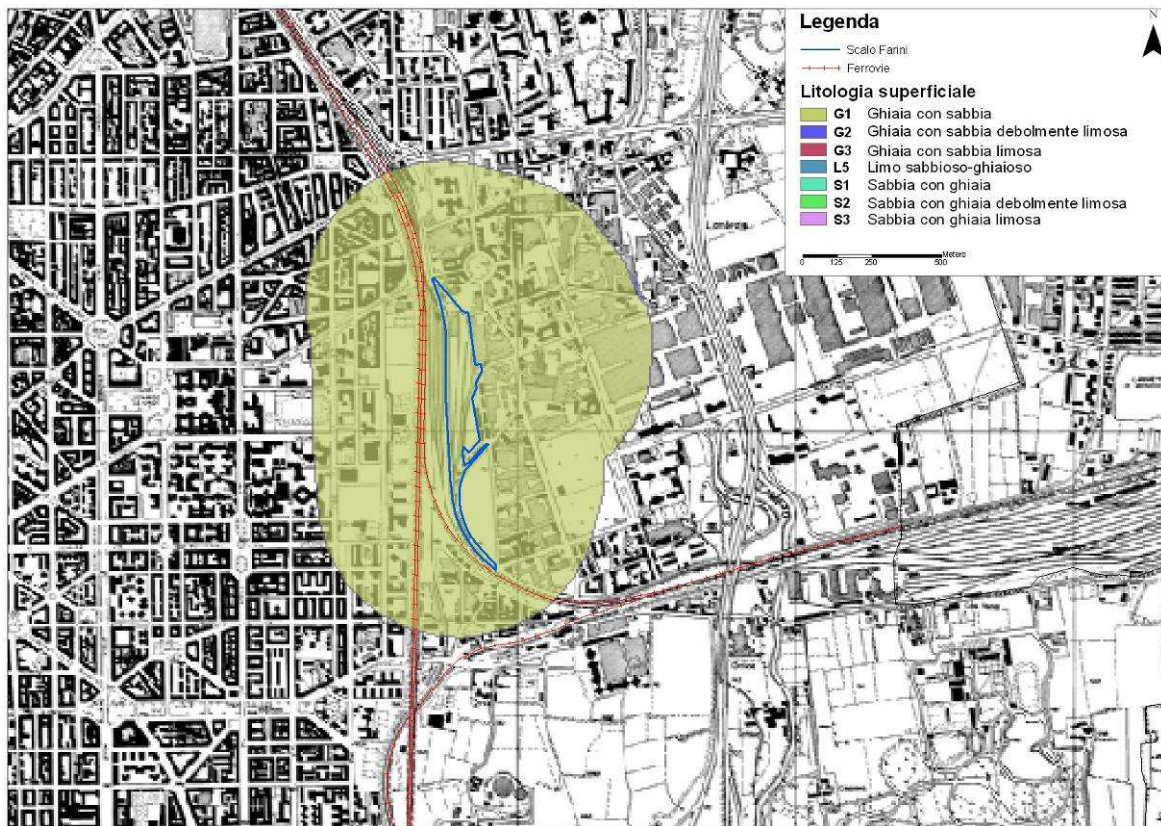 Legenda
N
Scalo Farini
Ferrovie
Litologia superficiale
G1 Ghiaia con sabbia
G2 Ghiaia con sabbia debolmente limosa
G3 Ghiaia con sabbia limosa
L5 Limo sabbioso-ghiaioso
S1 Sabbia con ghiaia
S2 Sabbia con ghiaia debolmente limosa
S3 Sabbia con ghiaia limosa
Meters
0 125 250 500